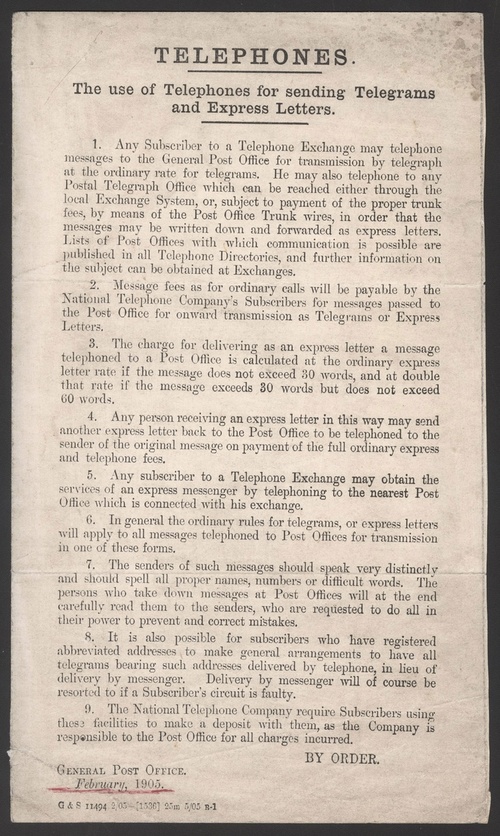 TELEPHONES.
The use of Telephones for sending Telegrams
and Express Letters.
1. Any Subscriber to a Telephone Exchange may telephone
messages to the General Post Office for transmission by telegraph
at the ordinary rate for telegrams. He may also telephone to any
Postal Telegraph Office which can be reached either through the
local Exchange System, or, subject to payment of the proper trunk
fees, by means of the Post Office Trunk wires, in order that the
messages may be written down and forwarded as express letters.
Lists of Post Offices with which communication is possible are
published in all Telephone Directories, and further information on
the subject can be obtained at Exchanges.
2. Message fees as for ordinary calls will be payable by the
National Telephone Company's Subscribers for messages passed to
the Post Office for onward transmission as Telegrams or Express
Letters.
3. The charge for delivering as an express letter a message
telephoned to a Post Office is calculated at the ordinary express
letter rate if the message does not exceed 30 words, and at double
that rate if the message exceeds 30 words but does not exceed
60 words.
4. Any person receiving an express letter in this way may send
another express letter back to the Post Office to be telephoned to the
sender of the original message on payment of the full ordinary express
and telephone fees.
5. Any subscriber to a Telephone Exchange may obtain the
services of an express messenger by telephoning to the nearest Post
Office which is connected with his exchange.
6. In general the ordinary rules for telegrams, or express letters
will apply to all messages telephoned to Post Offices for transmission
in one of these forms.
7. The senders of such messages should speak very distinctly
and should spell all proper names, numbers or difficult words. The
persons who take down messages at Post Offices will at the end
carefully read them to the senders, who are requested to do all in
their power to prevent and correct mistakes.
8. It is also possible for subscribers who have registered
abbreviated addresses to make general arrangements to have all
telegrams bearing such addresses delivered by telephone, in lieu of
delivery by messenger. Delivery by messenger will of course be
resorted to if a Subscriber's circuit is faulty.
9. The National Telephone Company require Subscribers using
these facilities to make a deposit with them, as the Company is
responsible to the Post Office for all charges incurred.
BY ORDER.
GENERAL POST OFFICE.
February, 1905.
G & S 11494 2/05—[1536] 25m 5/05 R-1